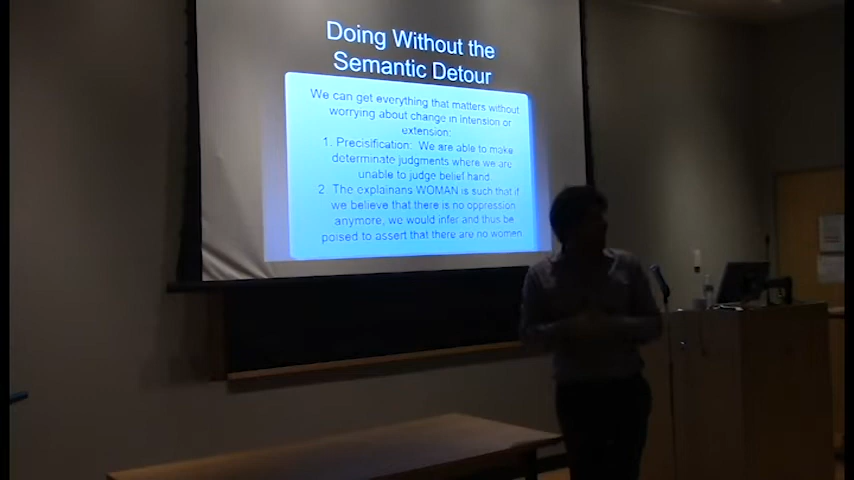 Doing Without the
Semantic Detour
We can get everything that matters without
worrying about change in intension or
extension:
1. Precisification: We are able to make
determinate judgments where we are
unable to judge belief hand.
2. The explainans WOMAN is such that if
we believe that there is no oppression
anymore, we would infer and thus be
poised to assert that there are no women.